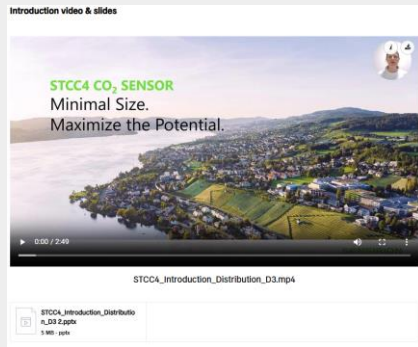 Introduction video & slides
STCC4 CO₂ SENSOR
Minimal Size.
Maximize the Potential.
0:00 / 2:49
STCC4_Introduction_Distribution_D3.mp4
STCC4_Introduction_Distributio
n_D3 2.pptx
5 MB - pptx